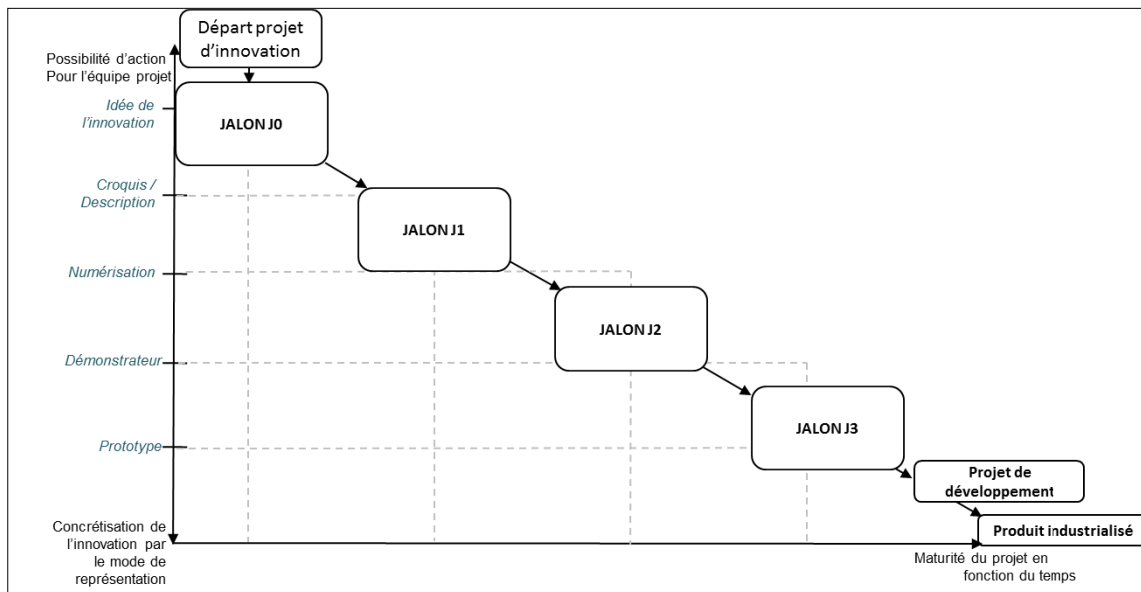 Départ projet
d’innovation
Possibilité d’action
Pour l’équipe projet
Idée de
l’innovation
JALON J0
Croquis /
Description
JALON J1
Numérisation
JALON J2
Démonstrateur
JALON J3
Prototype
Projet de
développement
Concrétisation de
l’innovation par
le mode de
représentation
Produit industrialisé
Maturité du projet en
fonction du temps